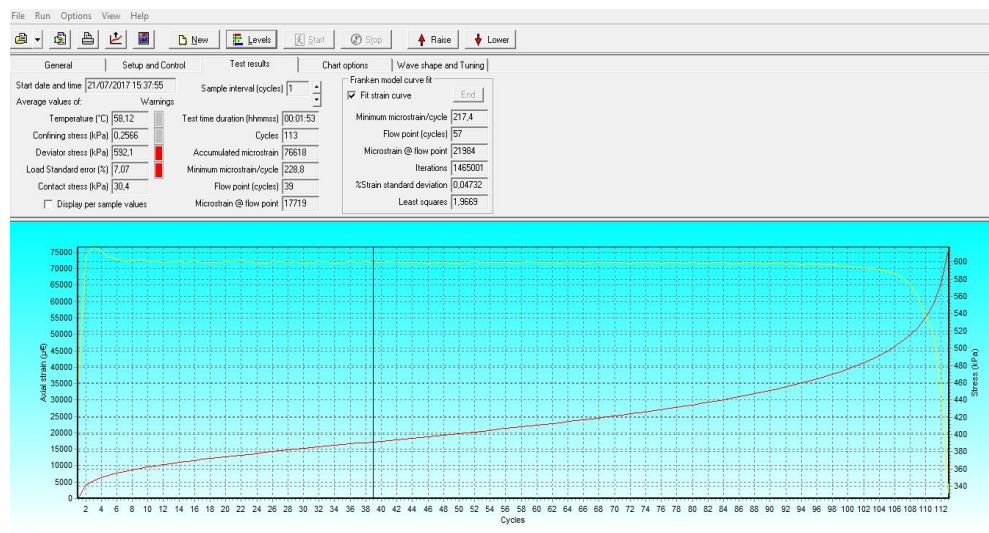 File Run Options View Help
New Levels Start Stop Raise Lower
General Setup and Control Test results Chart options Wave shape and Tuning
Start date and time 21/07/2017 15:37:55
Average values of: Warnings
Temperature (°C) 58,12
Confining stress (kPa) 0,2566
Deviator stress (kPa) 592,1
Load Standard error (%) 7,07
Contact stress (kPa) 30,4
Display per sample values
Sample interval (cycles) 1
Test time duration (hhmmss) 00:01:53
Cycles 113
Accumulated microstrain 76618
Minimum microstrain/cycle 228,8
Flow point (cycles) 39
Microstrain @ flow point 17719
Franken model curve fit
Fit strain curve End
Minimum microstrain/cycle 217,4
Flow point (cycles) 57
Microstrain @ flow point 21984
Iterations 1465001
%Strain standard deviation 0,04732
Least squares 1,9669
Axial strain (µε)
75000
70000
65000
60000
55000
50000
45000
40000
35000
30000
25000
20000
15000
10000
5000
0
2 4 6 8 10 12 14 16 18 20 22 24 26 28 30 32 34 36 38 40 42 44 46 48 50 52 54 56 58 60 62 64 66 68 70 72 74 76 78 80 82 84 86 88 90 92 94 96 98 100 102 104 106 108 110 112
Cycles
600
580
560
540
520
500
480
460
440
420
400
380
360
340
Stress (kPa)